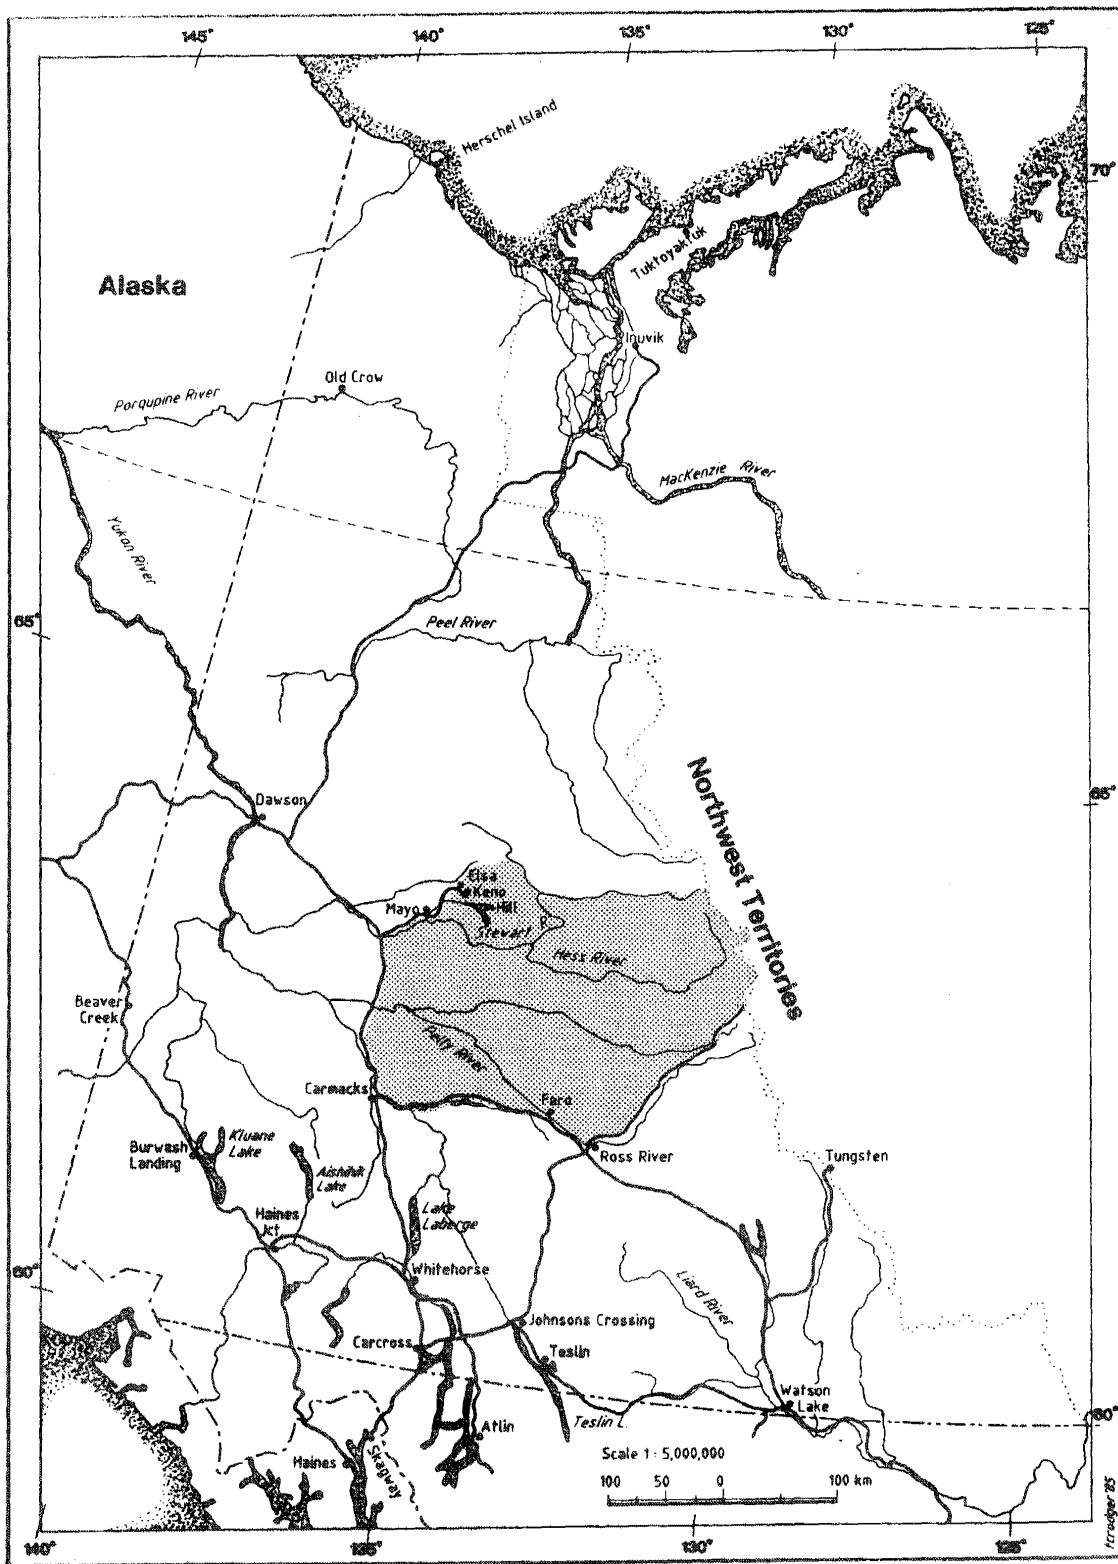 145°
140°
135°
130°
125°
Herschel Island
70°
Tuktoyaktuk
Alaska
Inuvik
Old Crow
Porqupine River
MacKenzie River
Yukon River
65°
Peel River
Northwest Territories
65°
Dawson
Elsa
Keno
Hill
Mayo
Stewart R.
Hess River
Beaver
Creek
Pelly River
Carmacks
Faro
Burwash
Landing
Kluane
Lake
Aishihik
Lake
Ross River
Tungsten
Haines
Jct
Lake
Laberge
60°
Whitehorse
Liard River
Johnsons Crossing
Carcross
Teslin
Watson
Lake
60°
Teslin L.
Atlin
Haines
Skagway
Scale 1 : 5,000,000
100 50 0 50 100 km
140°
135°
130°
125°